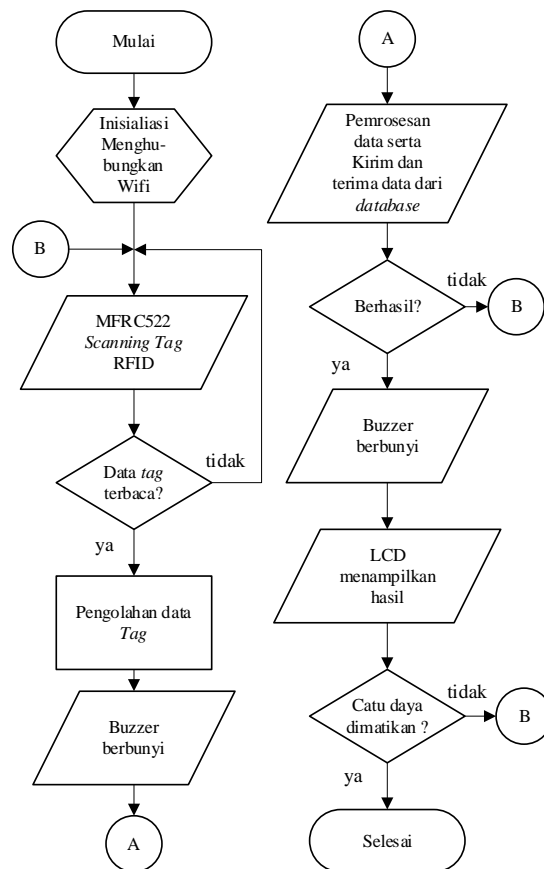 Mulai
Inisialiasi
Menghu-
bungkan
Wifi
B
MFRC522
Scanning Tag
RFID
Data tag
terbaca?
tidak
ya
Pengolahan data
Tag
Buzzer
berbunyi
A
A
Pemrosesan
data serta
Kirim dan
terima data dari
database
Berhasil?
tidak
B
ya
Buzzer
berbunyi
LCD
menampilkan
hasil
Catu daya
dimatikan ?
tidak
B
ya
Selesai